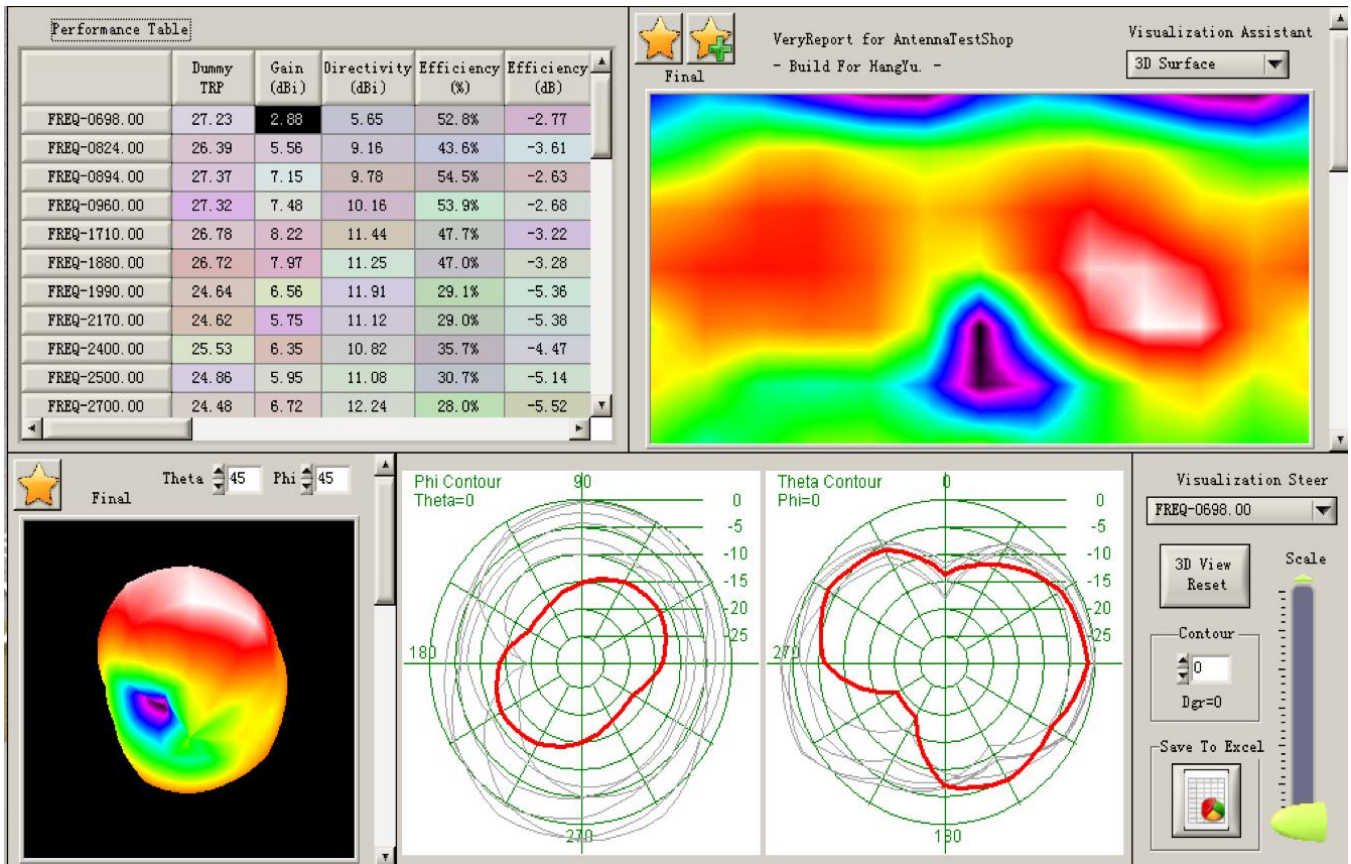 Performance Table
Dummy TRP Gain (dBi) Directivity (dBi) Efficiency (%) Efficiency (dB)
FREQ-0698.00 27.23 2.88 5.65 52.8% -2.77
FREQ-0824.00 26.39 5.56 9.16 43.6% -3.61
FREQ-0894.00 27.37 7.15 9.78 54.5% -2.63
FREQ-0960.00 27.32 7.48 10.16 53.9% -2.68
FREQ-1710.00 26.78 8.22 11.44 47.7% -3.22
FREQ-1880.00 26.72 7.97 11.25 47.0% -3.28
FREQ-1990.00 24.64 6.56 11.91 29.1% -5.36
FREQ-2170.00 24.62 5.75 11.12 29.0% -5.38
FREQ-2400.00 25.53 6.35 10.82 35.7% -4.47
FREQ-2500.00 24.86 5.95 11.08 30.7% -5.14
FREQ-2700.00 24.48 6.72 12.24 28.0% -5.52
Final
VeryReport for AntennaTestShop
- Build For HangYu. -
Visualization Assistant
3D Surface
Final
Theta 45 Phi 45
Phi Contour
Theta=0
90
0
-5
-10
-15
-20
-25
180
270
Theta Contour
Phi=0
0
0
-5
-10
-15
-20
-25
270
180
Visualization Steer
FREQ-0698.00
3D View
Reset
Scale
Contour
0
Dgr=0
Save To Excel